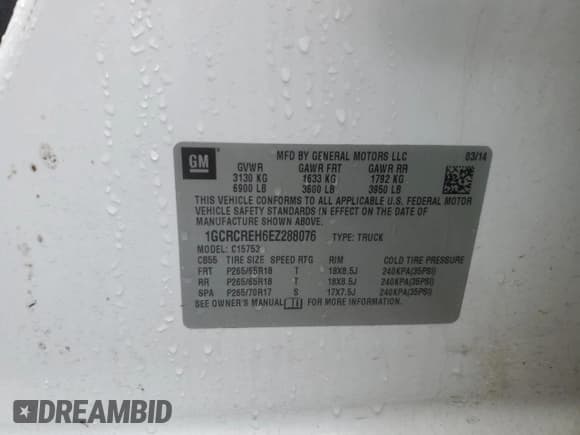 GM
MFD BY GENERAL MOTORS LLC 03/14
GVWR GAWR FRT GAWR RR
3130 KG 1633 KG 1792 KG
6900 LB 3600 LB 3950 LB
THIS VEHICLE CONFORMS TO ALL APPLICABLE U.S. FEDERAL MOTOR
VEHICLE SAFETY STANDARDS IN EFFECT ON THE DATE OF
MANUFACTURE SHOWN ABOVE.
1GCRCREH6EZ288076 TYPE: TRUCK
MODEL: C15753
CB55 TIRE SIZE SPEED RTG RIM COLD TIRE PRESSURE
FRT P265/65R18 T 18X8.5J 240KPA(35PSI)
RR P265/65R18 T 18X8.5J 240KPA(35PSI)
SPA P265/70R17 S 17X7.5J 240KPA(35PSI)
SEE OWNER'S MANUAL FOR MORE INFORMATION.
DREAMBID